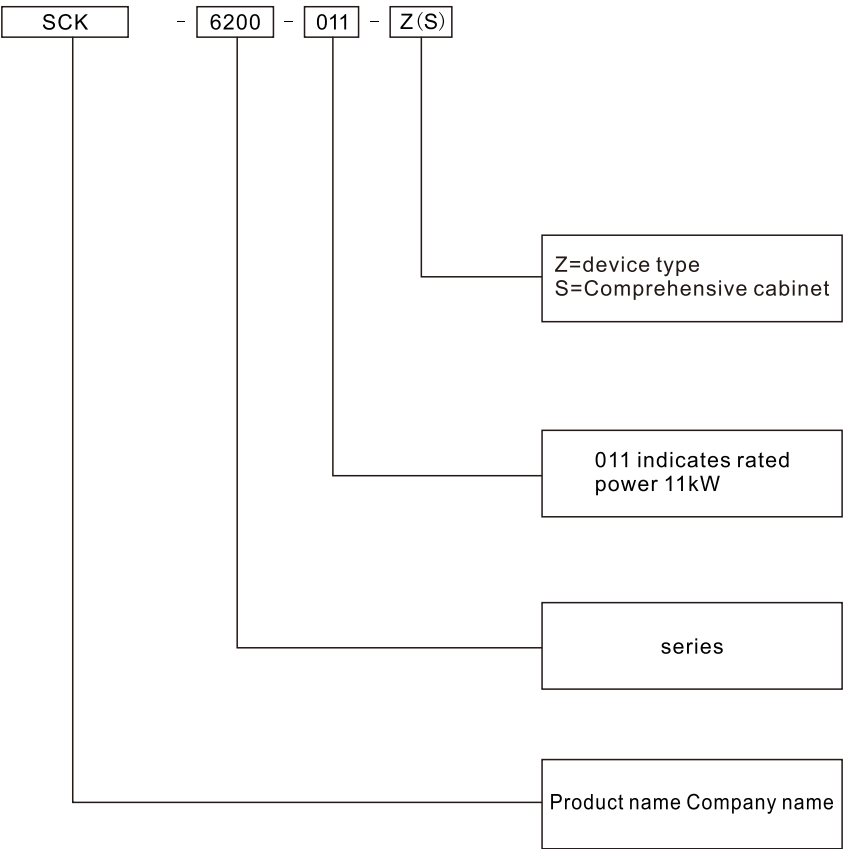 SCK - 6200 - 011 - Z(S)
Z=device type
S=Comprehensive cabinet
011 indicates rated
power 11kW
series
Product name Company name